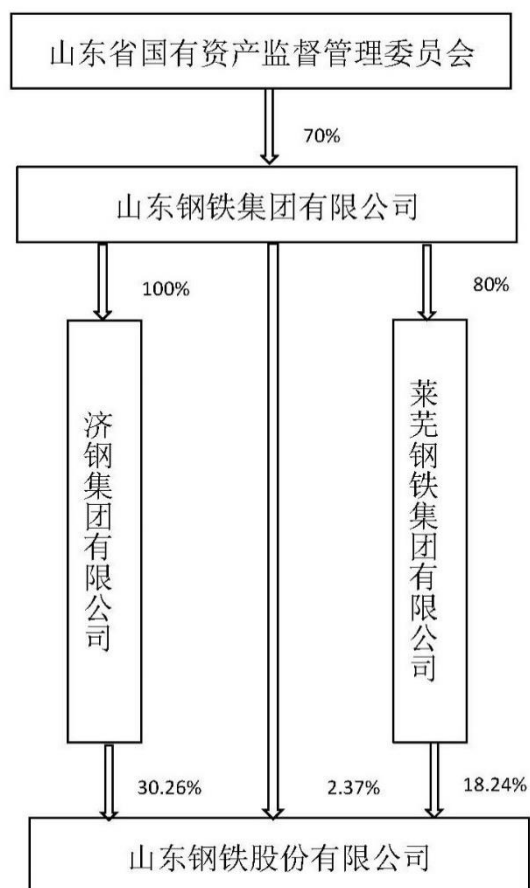 山东省国有资产监督管理委员会
70%
山东钢铁集团有限公司
100%
80%
济钢集团有限公司
莱芜钢铁集团有限公司
30.26%
2.37%
18.24%
山东钢铁股份有限公司